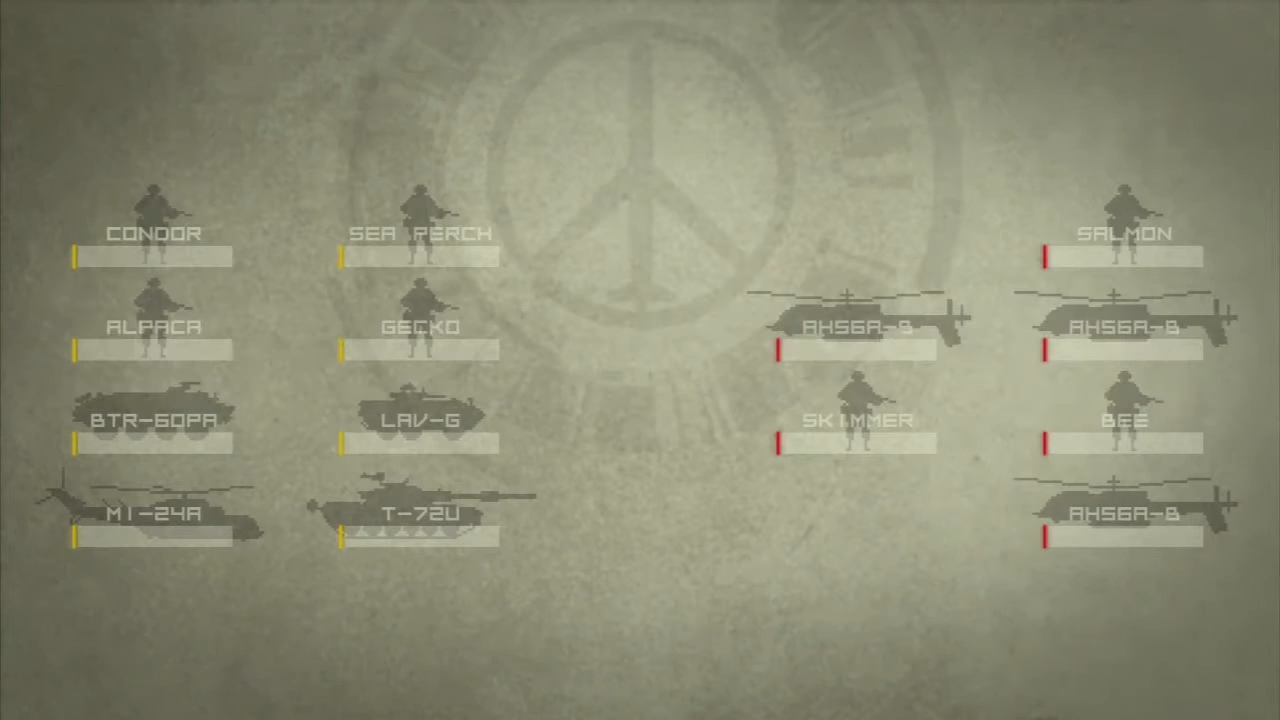 CONDOR
SEA PERCH
SALMON
ALPACA
GECKO
AH56A-B
AH56A-B
BTR-60PA
LAV-G
SKIMMER
BEE
MI-24A
T-72U
AH56A-B